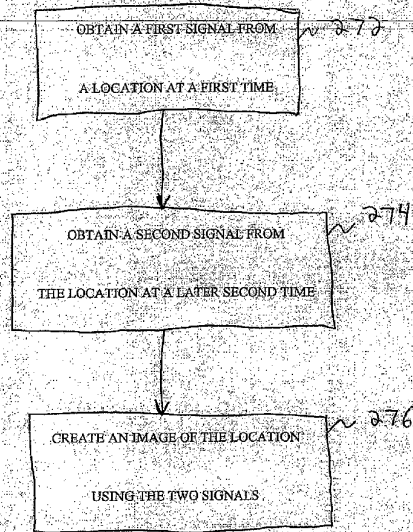 OBTAIN A FIRST SIGNAL FROM 272
A LOCATION AT A FIRST TIME
OBTAIN A SECOND SIGNAL FROM 274
THE LOCATION AT A LATER SECOND TIME
CREATE AN IMAGE OF THE LOCATION 276
USING THE TWO SIGNALS